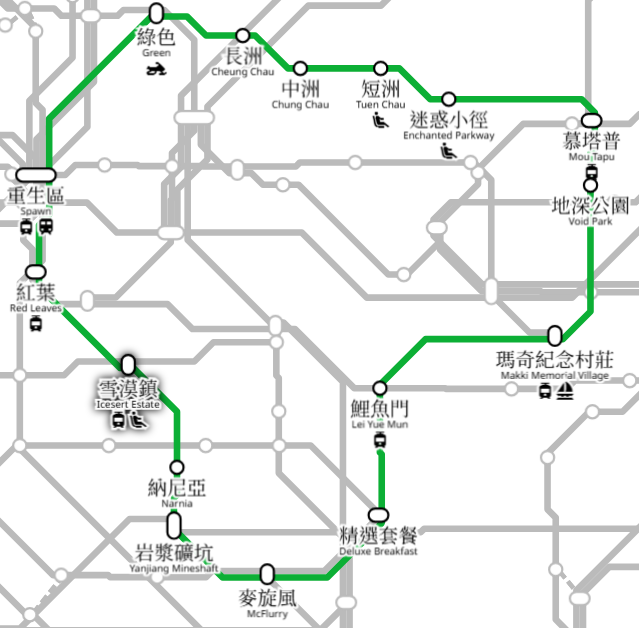 綠色
Green
長洲
Cheung Chau
中洲
Chung Chau
短洲
Tuen Chau
迷惑小徑
Enchanted Parkway
慕塔普
Mou Tapu
重生區
Spawn
地深公園
Void Park
紅葉
Red Leaves
瑪奇紀念村莊
Makki Memorial Village
雪漠鎮
Icesert Estate
鯉魚門
Lei Yue Mun
納尼亞
Narnia
精選套餐
Deluxe Breakfast
岩漿礦坑
Yanjiang Mineshaft
麥旋風
McFlurry